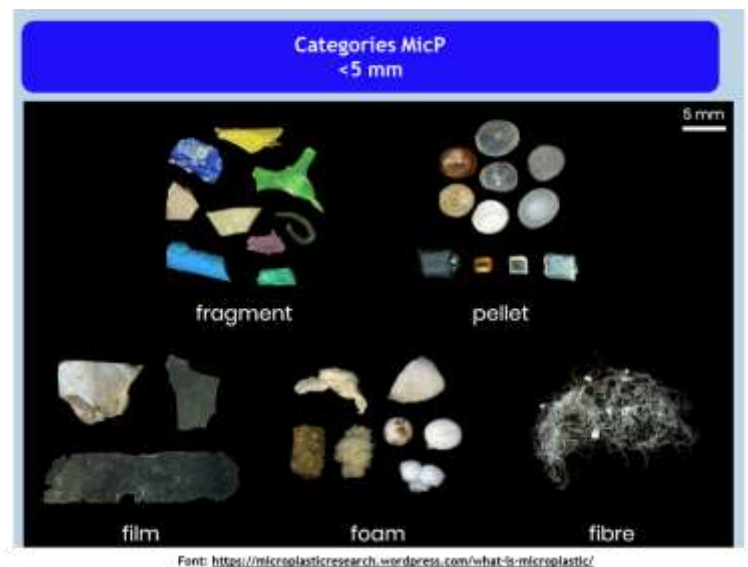 Categories MicP
<5 mm
5 mm
fragment
pellet
film
foam
fibre
Font: https://microplasticresearch.wordpress.com/what-is-microplastic/